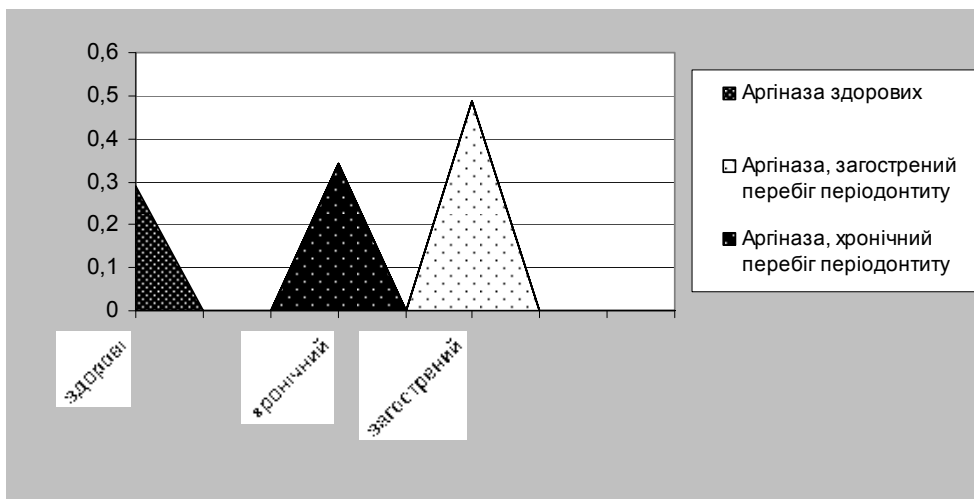 0,6
0,5
0,4
0,3
0,2
0,1
0
здорові
хронічний
загострений
Аргіназа здорових
Аргіназа, загострений
перебіг періодонтиту
Аргіназа, хронічний
перебіг періодонтиту